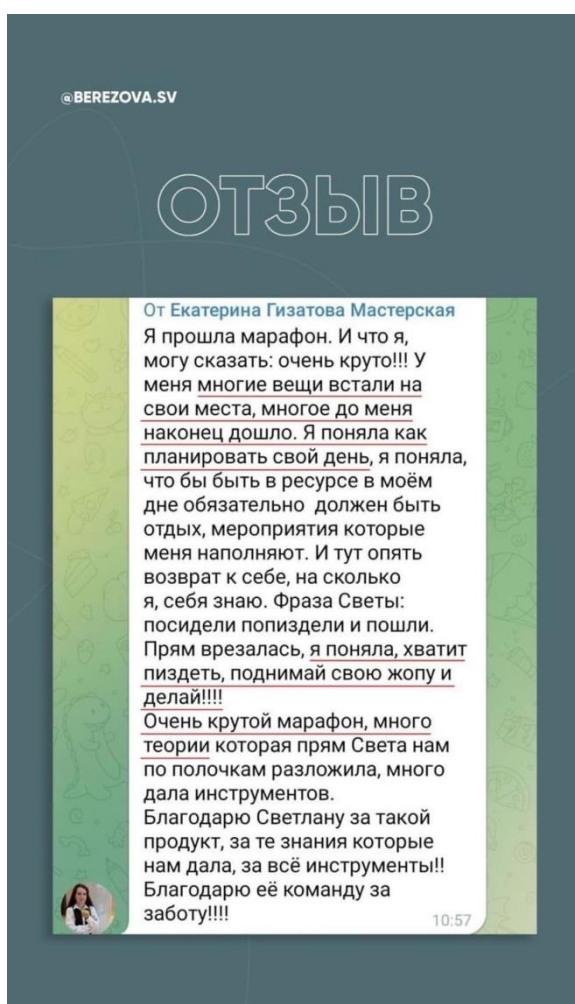 @BEREZOVA.SV
ОТЗЫВ
От Екатерина Гизатова Мастерская
Я прошла марафон. И что я,
могу сказать: очень круто!!! У
меня многие вещи встали на
свои места, многое до меня
наконец дошло. Я поняла как
планировать свой день, я поняла,
что бы быть в ресурсе в моём
дне обязательно должен быть
отдых, мероприятия которые
меня наполняют. И тут опять
возврат к себе, на сколько
я, себя знаю. Фраза Светы:
посидели попиздели и пошли.
Прям врезалась, я поняла, хватит
пиздеть, поднимай свою жопу и
делай!!!!
Очень крутой марафон, много
теории которая прям Света нам
по полочкам разложила, много
дала инструментов.
Благодарю Светлану за такой
продукт, за те знания которые
нам дала, за всё инструменты!!
Благодарю её команду за
заботу!!!!
10:57